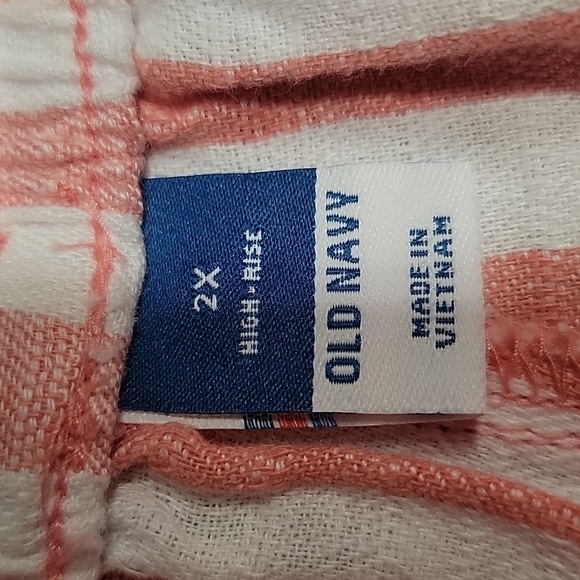 2X
HIGH-RISE
OLD NAVY
MADE IN
VIETNAM